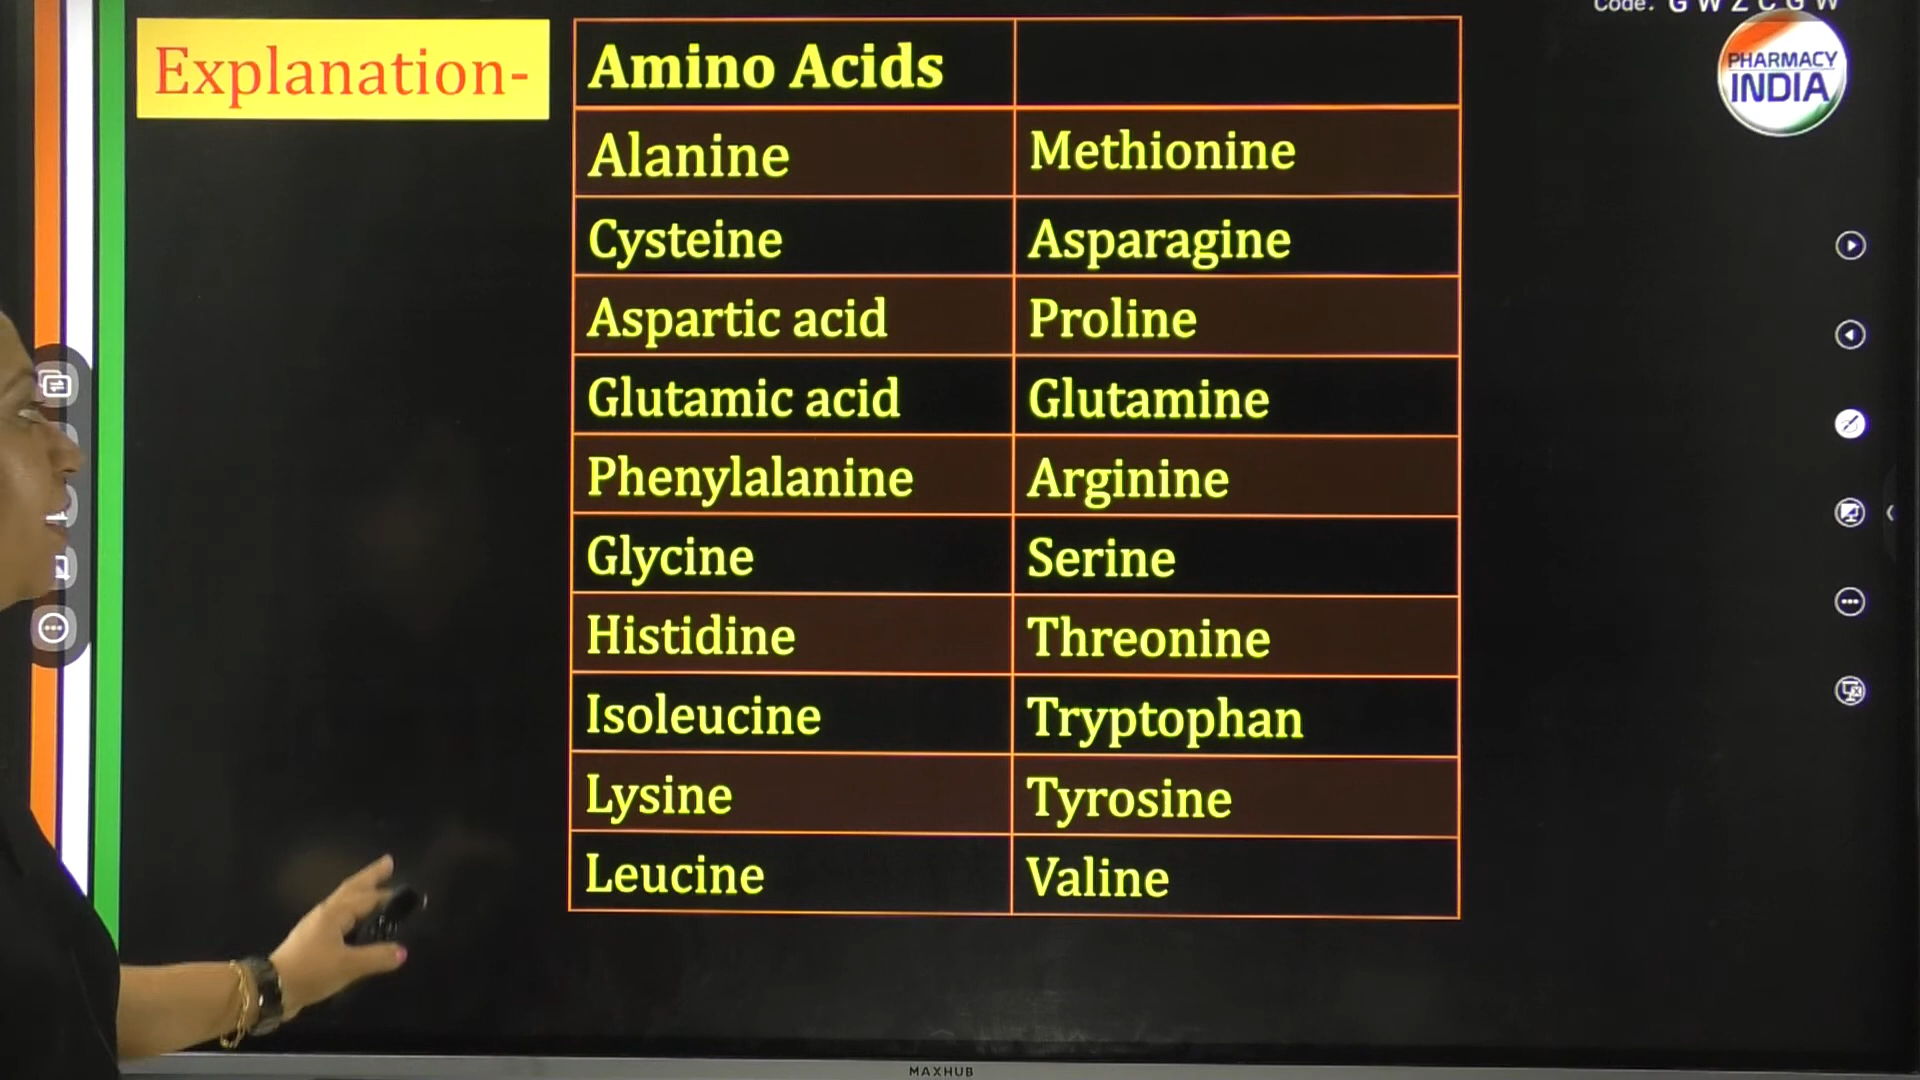 Code: G W Z C G W
Explanation-
Amino Acids
Alanine Methionine
Cysteine Asparagine
Aspartic acid Proline
Glutamic acid Glutamine
Phenylalanine Arginine
Glycine Serine
Histidine Threonine
Isoleucine Tryptophan
Lysine Tyrosine
Leucine Valine
PHARMACY
INDIA
MAXHUB